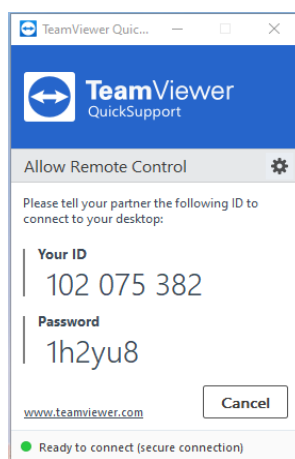 TeamViewer Quic...
TeamViewer
QuickSupport
Allow Remote Control
Please tell your partner the following ID to
connect to your desktop:
Your ID
102 075 382
Password
1h2yu8
www.teamviewer.com
Cancel
Ready to connect (secure connection)